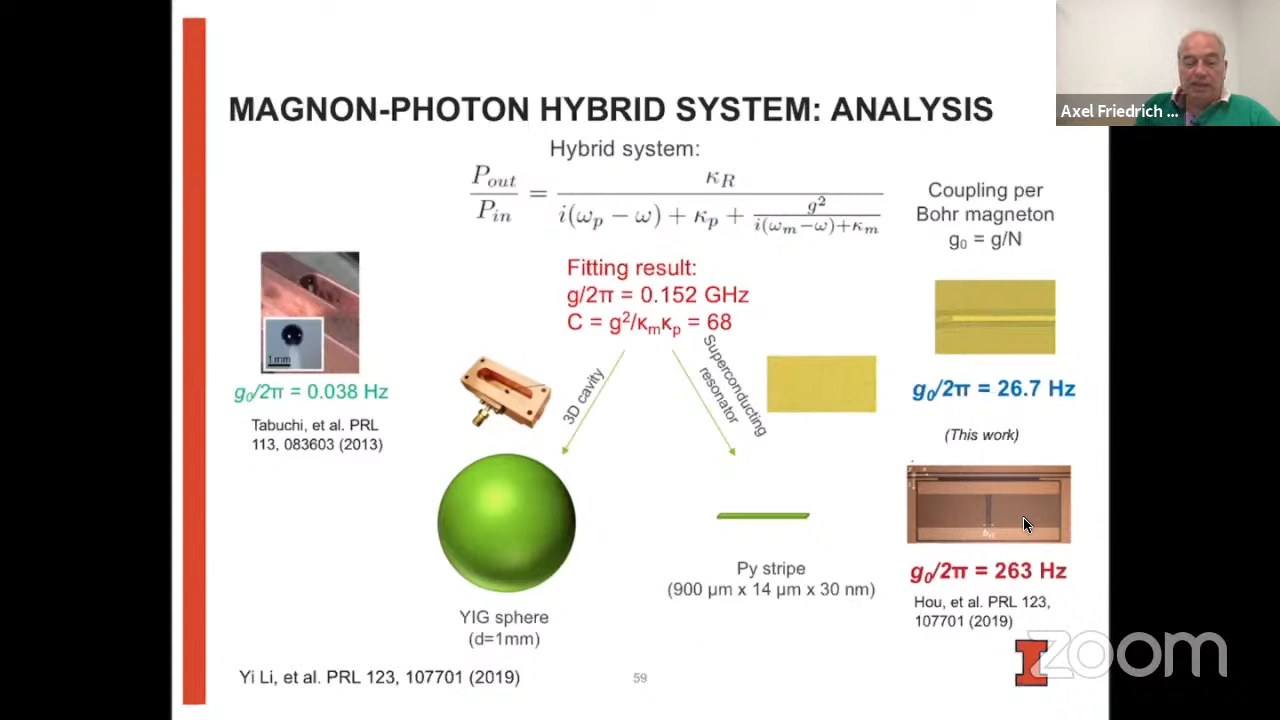 Axel Friedrich ...
MAGNON-PHOTON HYBRID SYSTEM: ANALYSIS
Hybrid system:
P_out/P_in = κ_R / (i(ω_p − ω) + κ_p + g²/(i(ω_m−ω)+κ_m))
Coupling per
Bohr magneton
g₀ = g/N
Fitting result:
g/2π = 0.152 GHz
C = g²/κₘκₚ = 68
1 mm
g₀/2π = 0.038 Hz
Tabuchi, et al. PRL
113, 083603 (2013)
3D cavity
Superconducting
resonator
g₀/2π = 26.7 Hz
(This work)
YIG sphere
(d=1mm)
Py stripe
(900 μm x 14 μm x 30 nm)
g₀/2π = 263 Hz
Hou, et al. PRL 123,
107701 (2019)
Yi Li, et al. PRL 123, 107701 (2019)
59
I
zoom